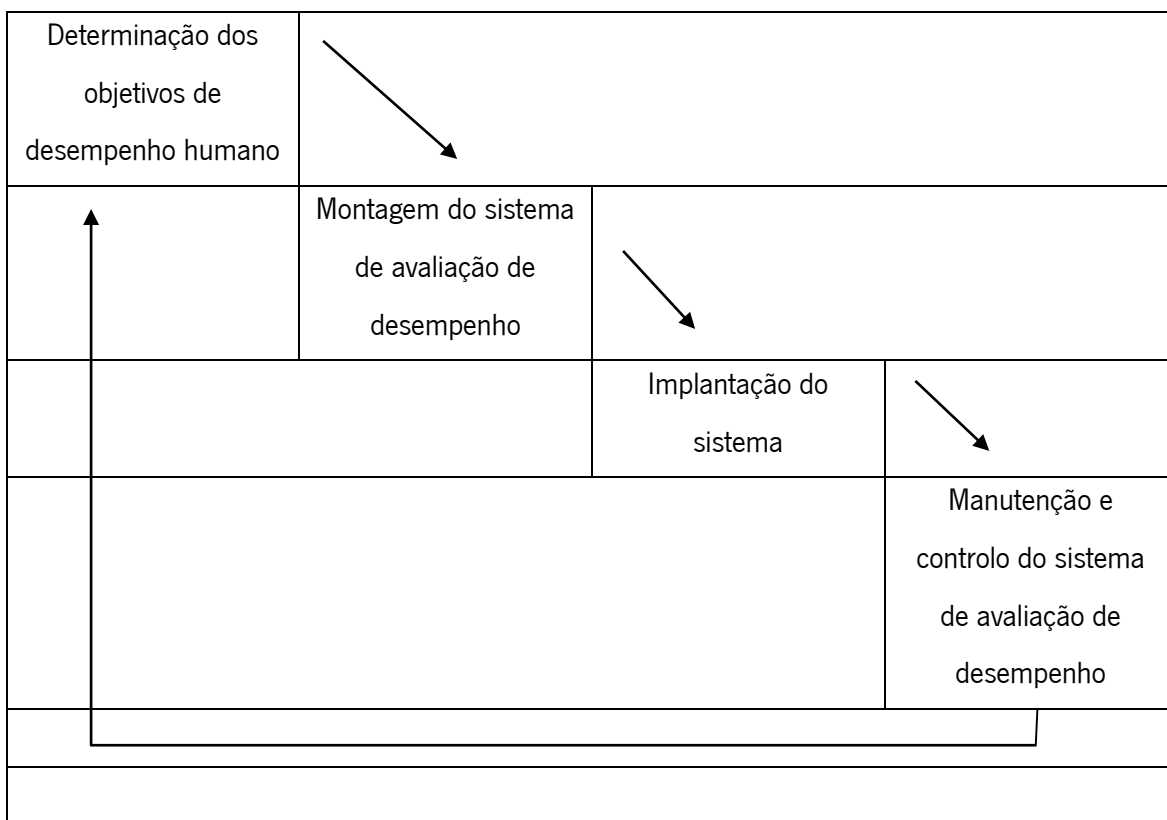 Determinação dos
objetivos de
desempenho humano
Montagem do sistema
de avaliação de
desempenho
Implantação do
sistema
Manutenção e
controlo do sistema
de avaliação de
desempenho